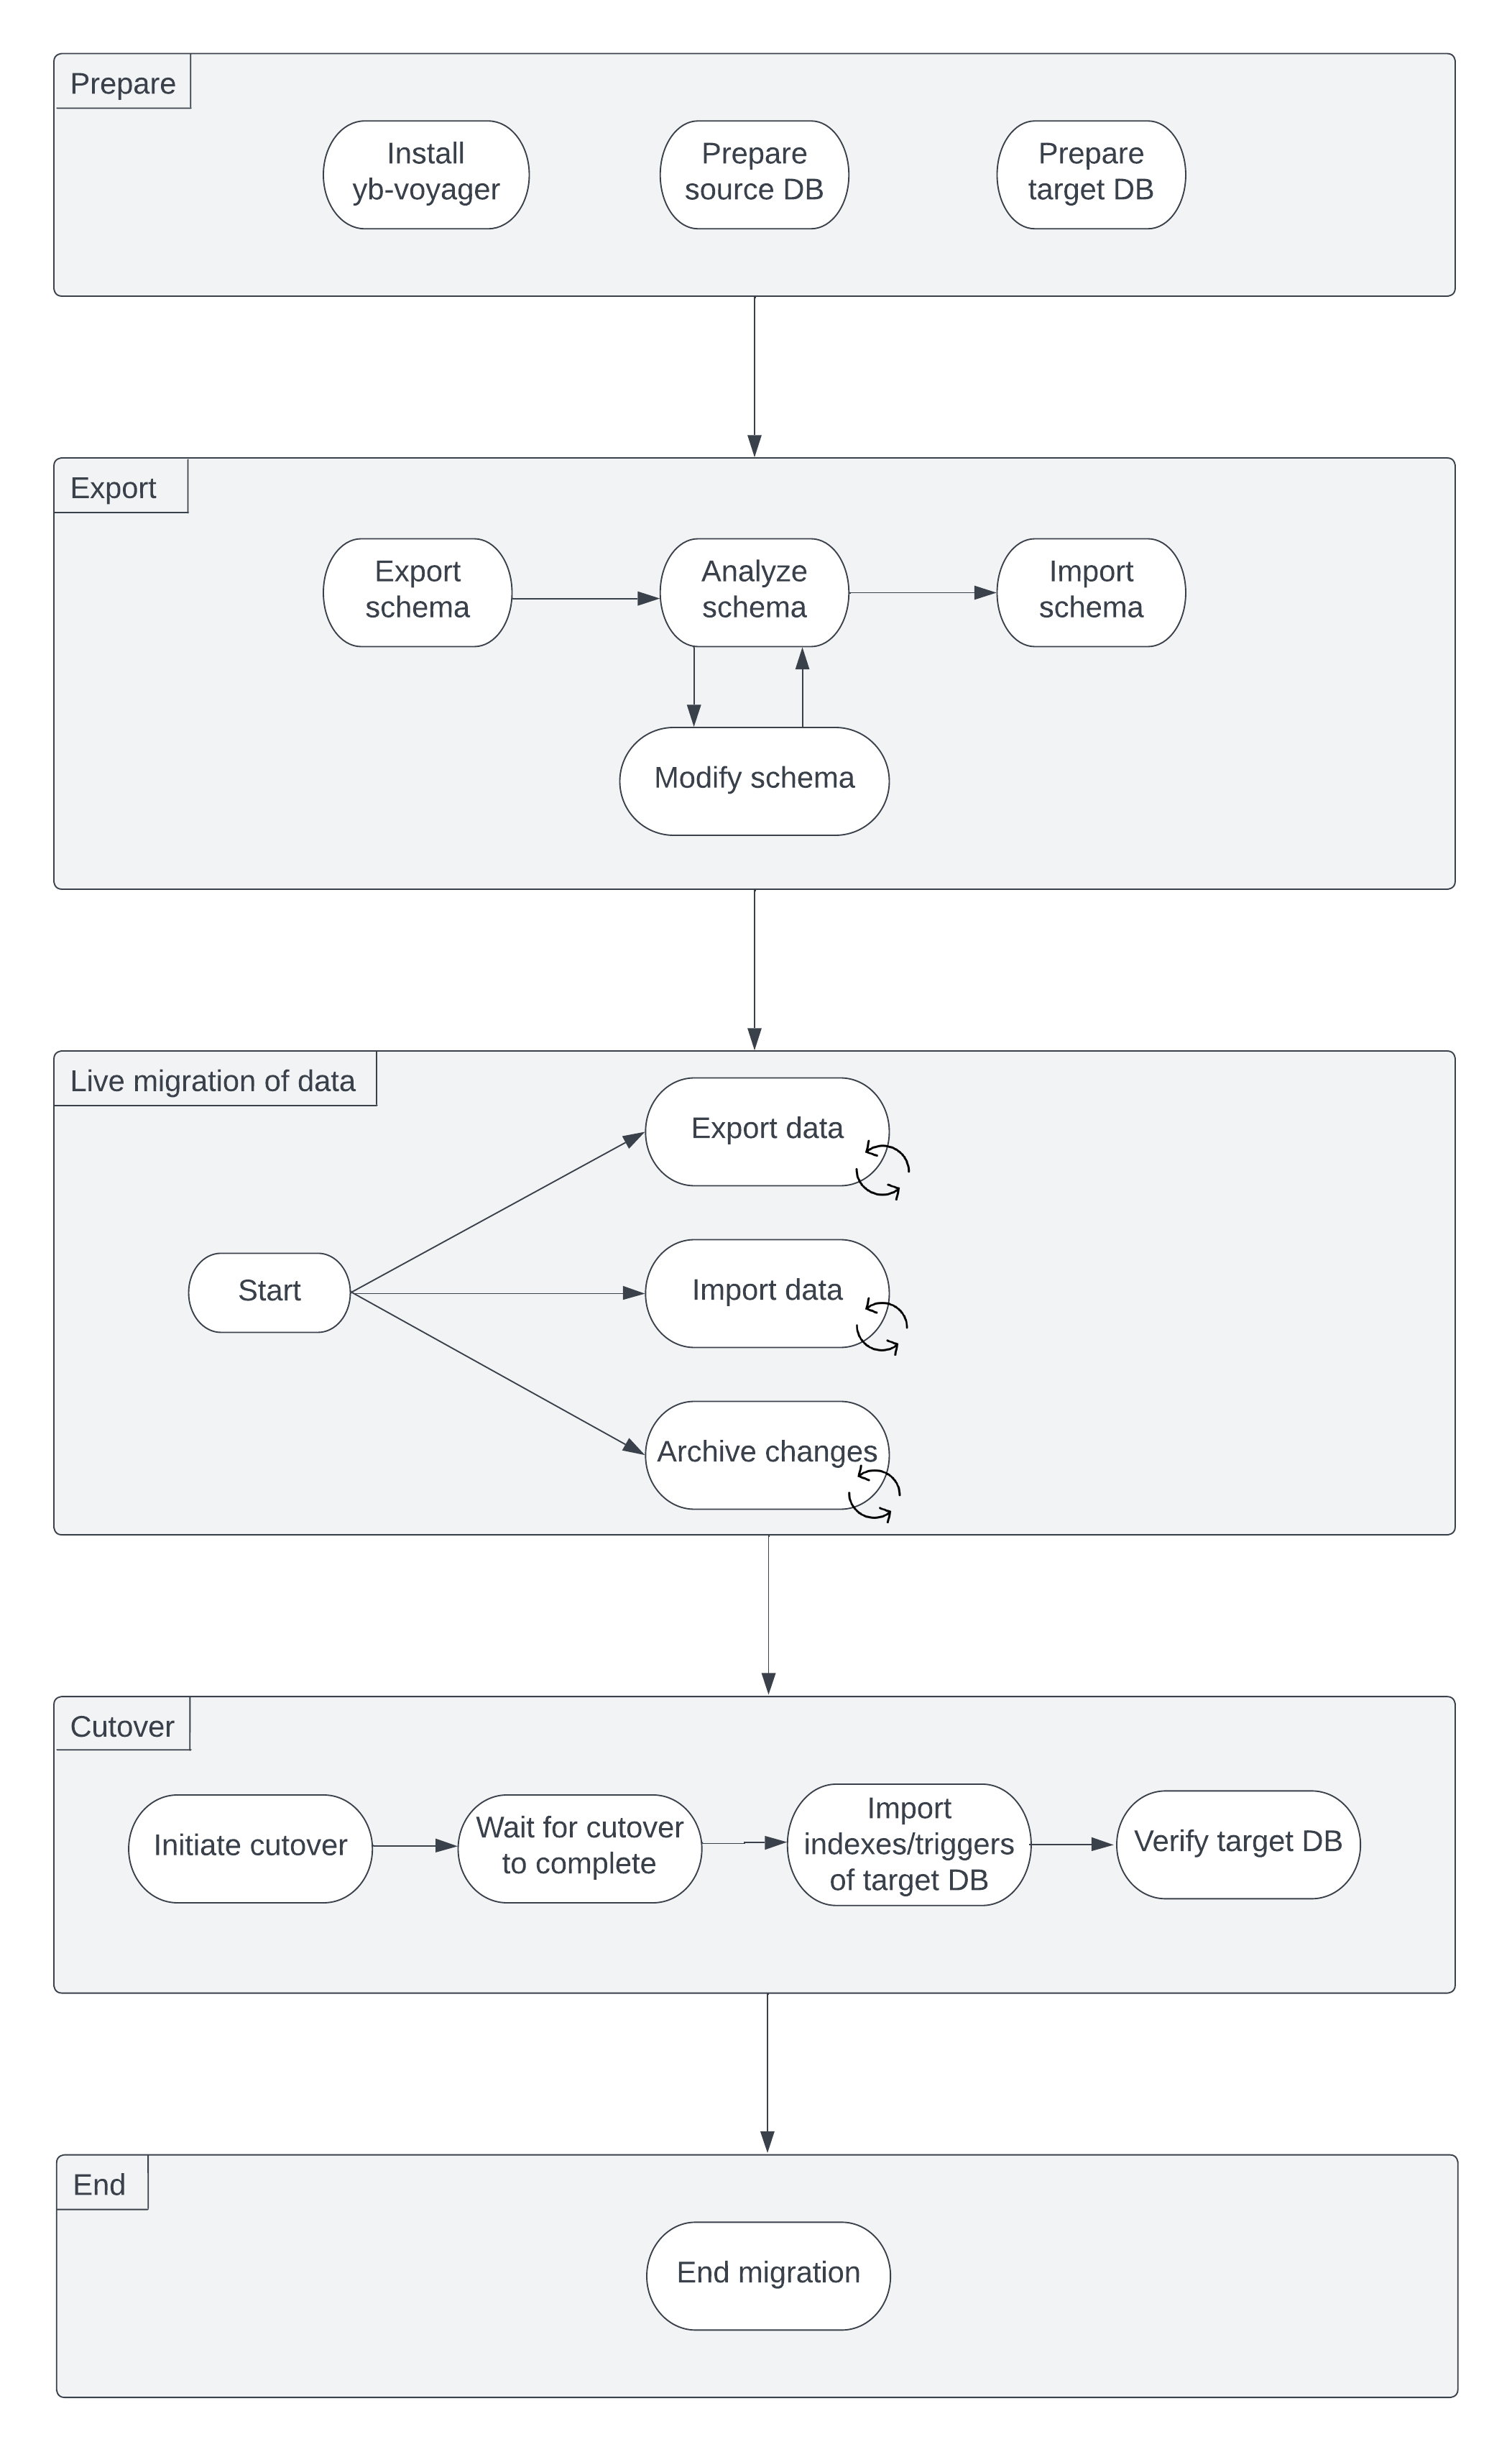 Prepare
Install
yb-voyager
Prepare
source DB
Prepare
target DB
Export
Export
schema
Analyze
schema
Import
schema
Modify schema
Live migration of data
Export data
Start
Import data
Archive changes
Cutover
Initiate cutover
Wait for cutover
to complete
Import
indexes/triggers
of target DB
Verify target DB
End
End migration